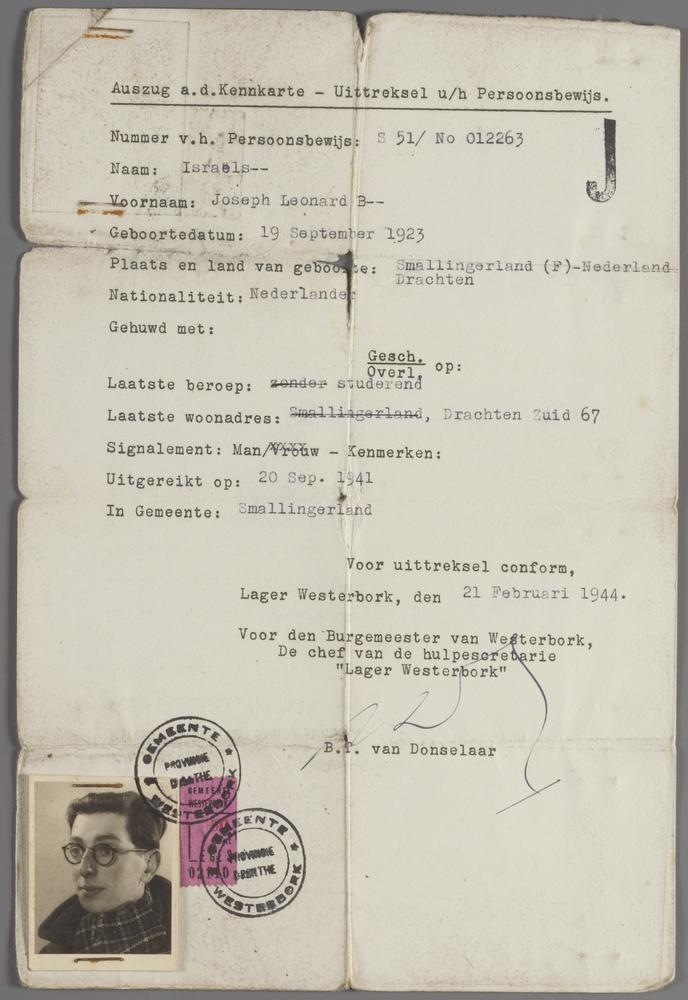 Auszug a.d.Kennkarte - Uittreksel u/h Persoonsbewijs.
Nummer v.h. Persoonsbewijs: S 51/ No 012263
J
Naam: Israëls--
Voornaam: Joseph Leonard B--
Geboortedatum: 19 September 1923
Plaats en land van geboorte: Smallingerland (F)-Nederland
Drachten
Nationaliteit: Nederlander
Gehuwd met:
Gesch.
Overl. op:
Laatste beroep: zonder studerend
Laatste woonadres: Smallingerland, Drachten Zuid 67
Signalement: Man/Vrouw - Kenmerken:
Uitgereikt op: 20 Sep. 1941
In Gemeente: Smallingerland
Voor uittreksel conform,
Lager Westerbork, den 21 Februari 1944.
Voor den Burgemeester van Westerbork,
De chef van de hulpescretarie
"Lager Westerbork"
B.T. van Donselaar
GEMEENTE WESTERBORK
PROVINCIE
DRENTHE
GEMEENTE
WESTERBORK
GEMEENTE WESTERBORK
PROVINCIE
DRENTHE